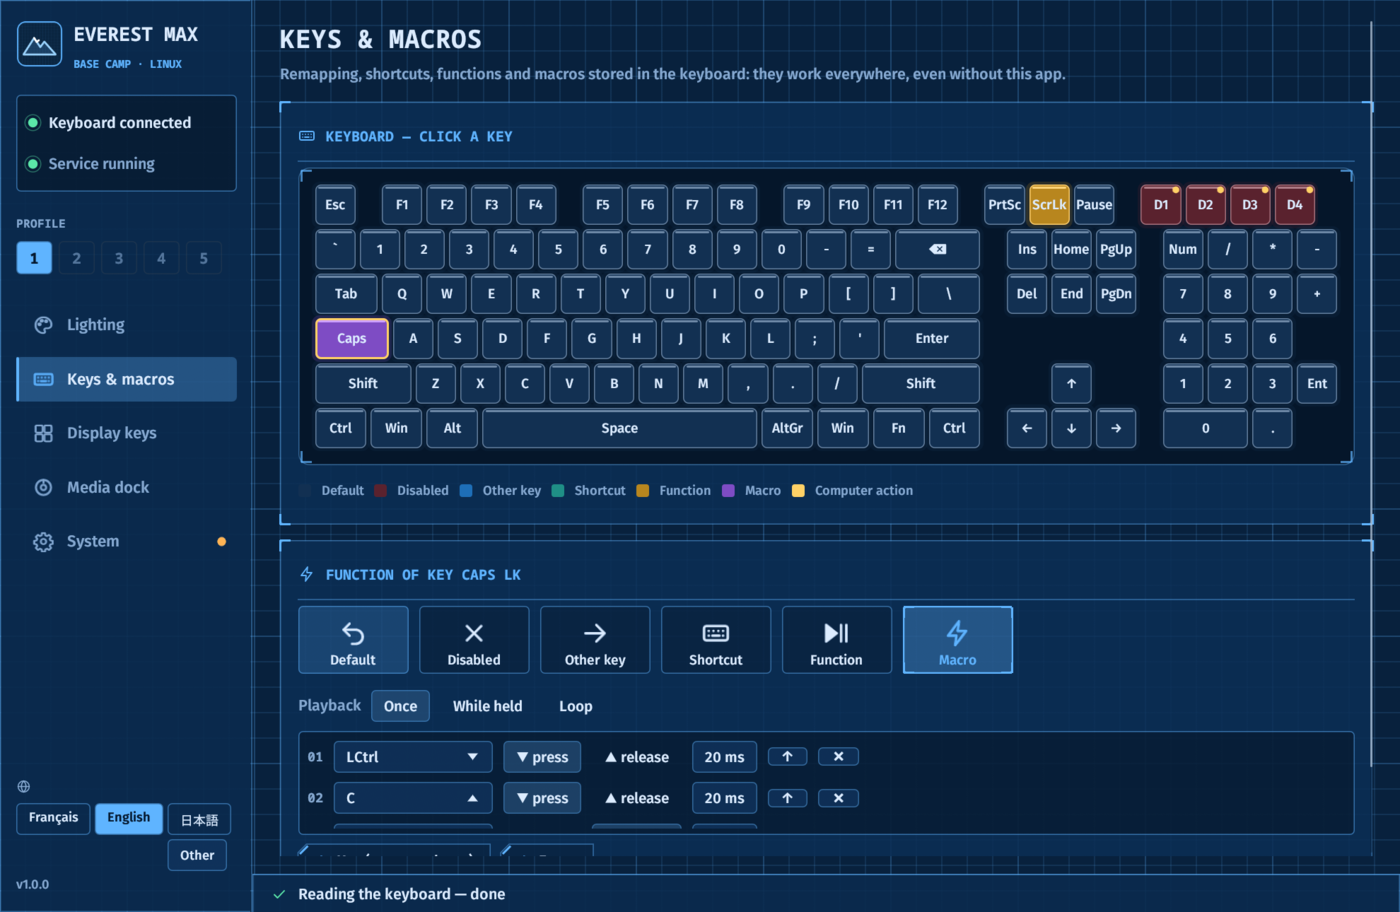 EVEREST MAX
BASE CAMP · LINUX
Keyboard connected
Service running
PROFILE
1 2 3 4 5
Lighting
Keys & macros
Display keys
Media dock
System
Français English 日本語
Other
v1.0.0
KEYS & MACROS
Remapping, shortcuts, functions and macros stored in the keyboard: they work everywhere, even without this app.
KEYBOARD — CLICK A KEY
Esc F1 F2 F3 F4 F5 F6 F7 F8 F9 F10 F11 F12 PrtSc ScrLk Pause D1 D2 D3 D4
` 1 2 3 4 5 6 7 8 9 0 - = ⌫ Ins Home PgUp Num / * -
Tab Q W E R T Y U I O P [ ] \ Del End PgDn 7 8 9 +
Caps A S D F G H J K L ; ' Enter 4 5 6
Shift Z X C V B N M , . / Shift ↑ 1 2 3 Ent
Ctrl Win Alt Space AltGr Win Fn Ctrl ← ↓ → 0 .
Default Disabled Other key Shortcut Function Macro Computer action
FUNCTION OF KEY CAPS LK
Default Disabled Other key Shortcut Function Macro
Playback Once While held Loop
01 LCtrl ▼ ▼ press ▲ release 20 ms ↑ ✕
02 C ▲ ▼ press ▲ release 20 ms ↑ ✕
✓ Reading the keyboard — done